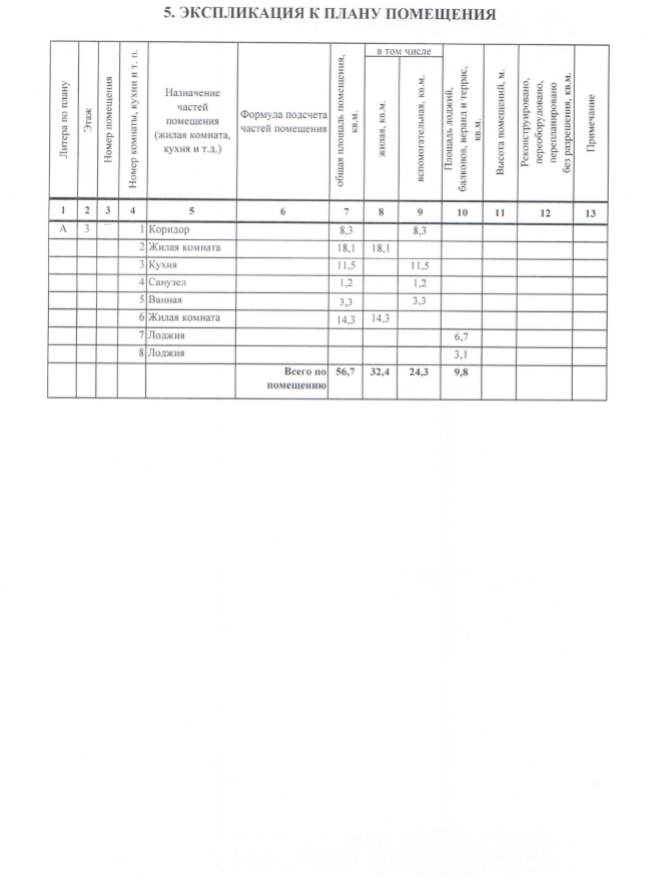 5. ЭКСПЛИКАЦИЯ К ПЛАНУ ПОМЕЩЕНИЯ
Литера по плану
Этаж
Номер помещения
Номер комнаты, кухни и т. п.
Назначение
частей
помещения
(жилая комната,
кухня и т.д.)
Формула подсчета
частей помещения
общая площадь помещения,
кв.м.
в том числе
жилая, кв.м.
вспомогательная, кв.м.
Площадь лоджий,
балконов, веранд и террас,
кв.м.
Высота помещений, м.
Реконструировано,
переоборудовано,
перепланировано
без разрешения, кв.м.
Примечание
1 2 3 4 5 6 7 8 9 10 11 12 13
А 3 -- 1 Коридор 8,3 8,3
2 Жилая комната 18,1 18,1
3 Кухня 11,5 11,5
4 Санузел 1,2 1,2
5 Ванная 3,3 3,3
6 Жилая комната 14,3 14,3
7 Лоджия 6,7
8 Лоджия 3,1
Всего по 56,7 32,4 24,3 9,8
помещению